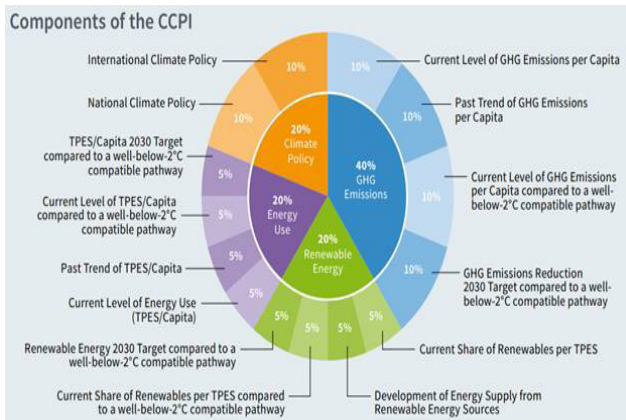 Components of the CCPI
International Climate Policy
National Climate Policy
TPES/Capita 2030 Target
compared to a well-below-2°C
compatible pathway
Current Level of TPES/Capita
compared to a well-below-2°C
compatible pathway
Past Trend of TPES/Capita
Current Level of Energy Use
(TPES/Capita)
Renewable Energy 2030 Target compared to a
well-below-2°C compatible pathway
Current Share of Renewables per TPES compared
to a well-below-2°C compatible pathway
10%
10%
5%
5%
5%
5%
5%
5%
5%
5%
10%
10%
10%
10%
20%
Climate
Policy
40%
GHG
Emissions
20%
Energy
Use
20%
Renewable
Energy
Current Level of GHG Emissions per Capita
Past Trend of GHG Emissions
per Capita
Current Level of GHG Emissions
per Capita compared to a well-
below-2°C compatible pathway
GHG Emissions Reduction
2030 Target compared to a well-
below-2°C compatible pathway
Current Share of Renewables per TPES
Development of Energy Supply from
Renewable Energy Sources